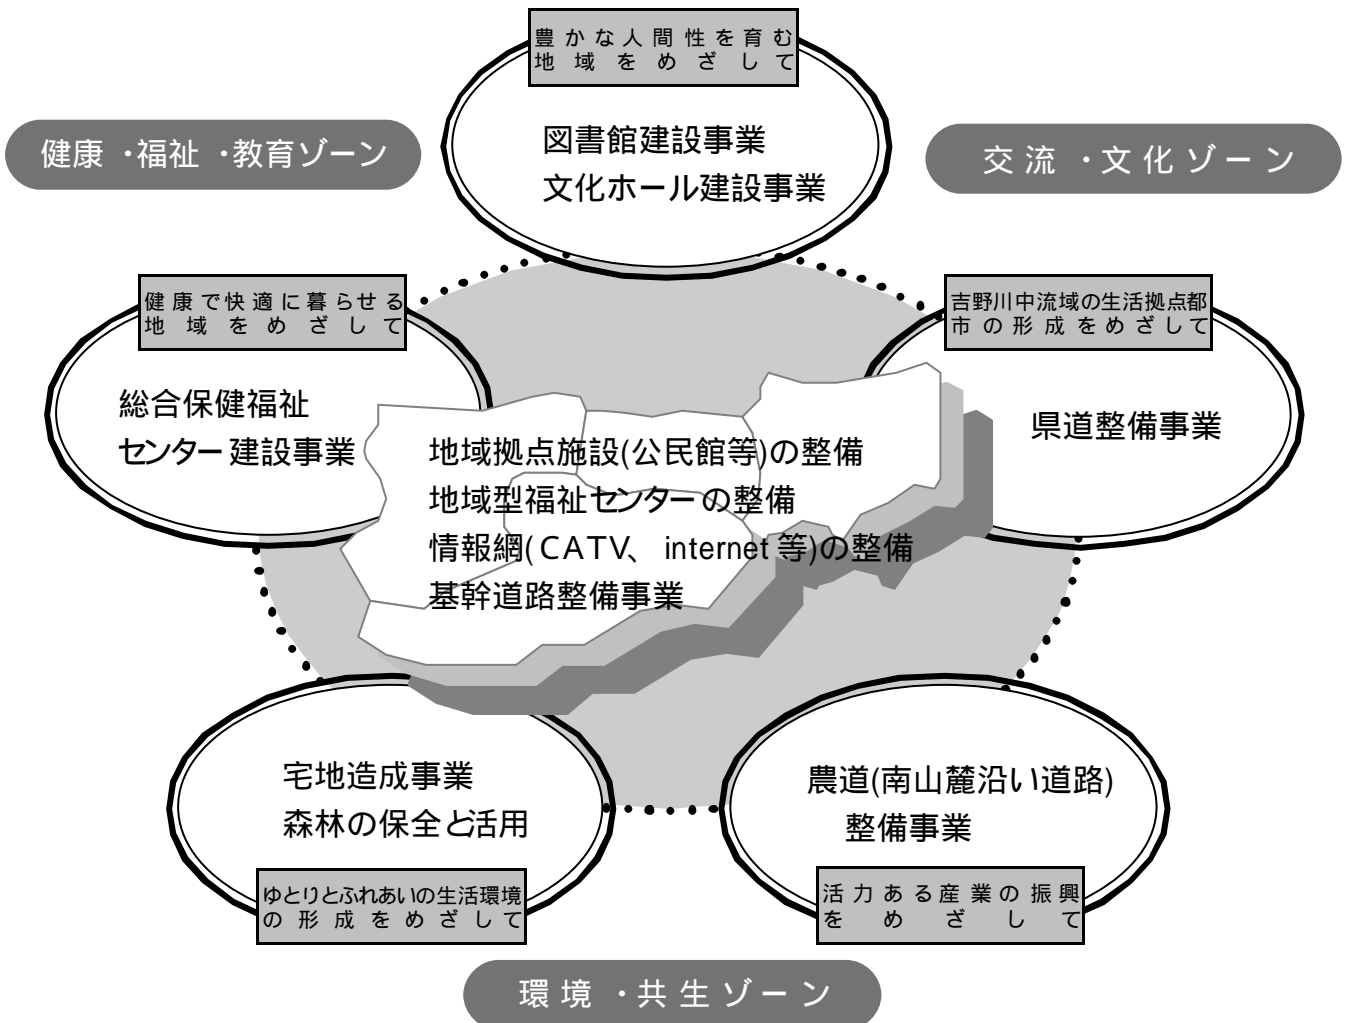 豊かな人間性を育む
地域をめざして
図書館建設事業
文化ホール建設事業
健康・福祉・教育ゾーン
交流・文化ゾーン
健康で快適に暮らせる
地域をめざして
総合保健福祉
センター建設事業
吉野川中流域の生活拠点都
市の形成をめざして
県道整備事業
地域拠点施設(公民館等)の整備
地域型福祉センターの整備
情報網(CATV、internet等)の整備
基幹道路整備事業
宅地造成事業
森林の保全と活用
ゆとりとふれあいの生活環境
の形成をめざして
農道(南山麓沿い道路)
整備事業
活力ある産業の振興
をめざして
環境・共生ゾーン